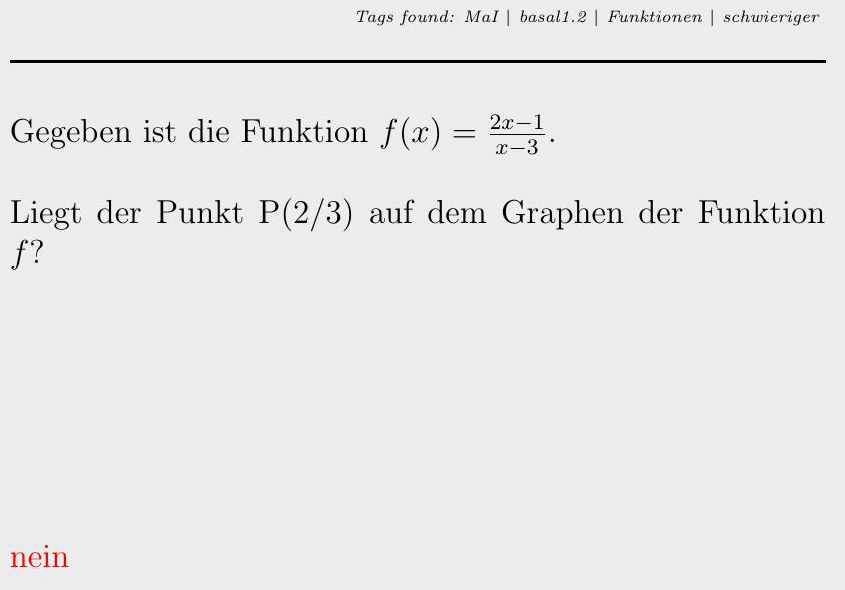 Tags found: MaI | basal1.2 | Funktionen | schwieriger
Gegeben ist die Funktion f(x) = \frac{2x-1}{x-3}.
Liegt der Punkt P(2/3) auf dem Graphen der Funktion
f?
nein